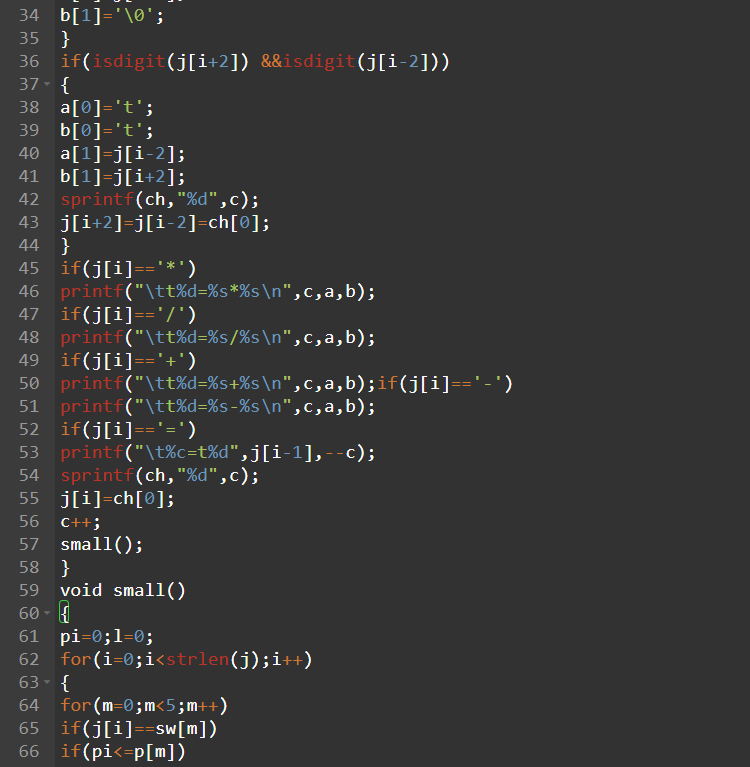 34 b[1]='\0';
35 }
36 if(isdigit(j[i+2]) &&isdigit(j[i-2]))
37 {
38 a[0]='t';
39 b[0]='t';
40 a[1]=j[i-2];
41 b[1]=j[i+2];
42 sprintf(ch,"%d",c);
43 j[i+2]=j[i-2]=ch[0];
44 }
45 if(j[i]=='*')
46 printf("\tt%d=%s*%s\n",c,a,b);
47 if(j[i]=='/')
48 printf("\tt%d=%s/%s\n",c,a,b);
49 if(j[i]=='+')
50 printf("\tt%d=%s+%s\n",c,a,b);if(j[i]=='-')
51 printf("\tt%d=%s-%s\n",c,a,b);
52 if(j[i]=='=')
53 printf("\t%c=t%d",j[i-1],--c);
54 sprintf(ch,"%d",c);
55 j[i]=ch[0];
56 c++;
57 small();
58 }
59 void small()
60 {
61 pi=0;l=0;
62 for(i=0;i<strlen(j);i++)
63 {
64 for(m=0;m<5;m++)
65 if(j[i]==sw[m])
66 if(pi<=p[m])